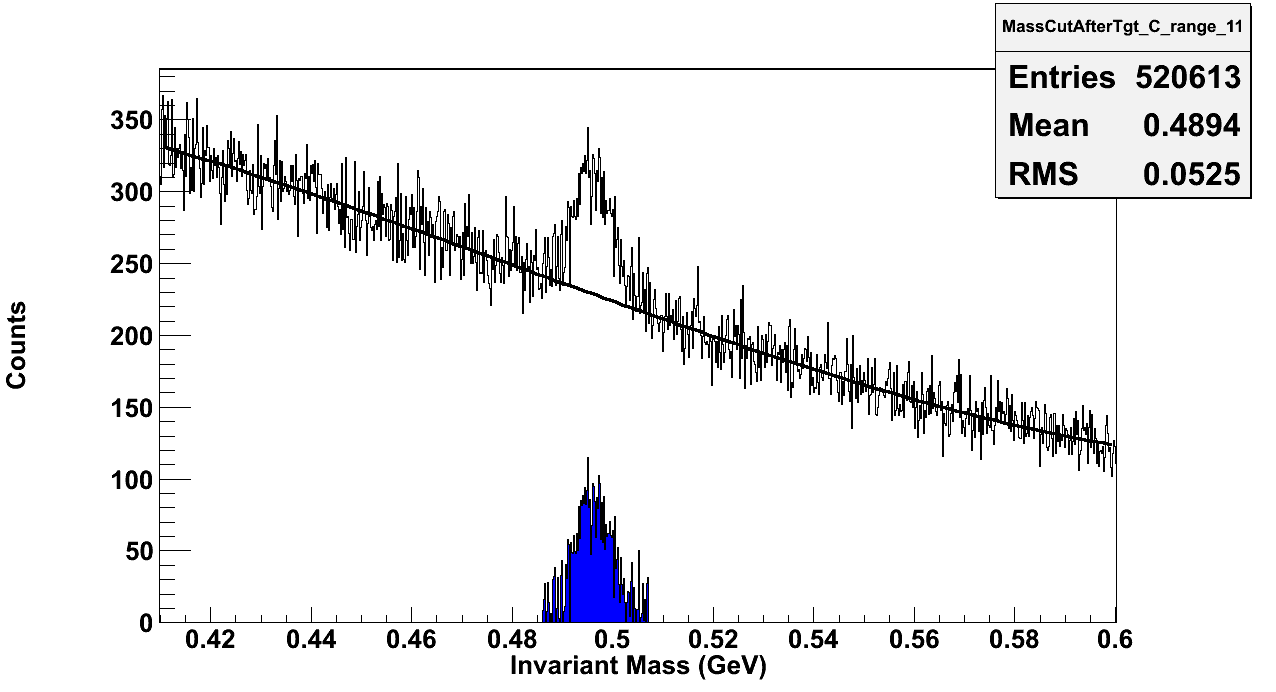 MassCutAfterTgt_C_range_11
Entries 520613
Mean 0.4894
RMS 0.0525
350
300
250
200
150
100
50
0
Counts
0.42 0.44 0.46 0.48 0.5 0.52 0.54 0.56 0.58 0.6
Invariant Mass (GeV)